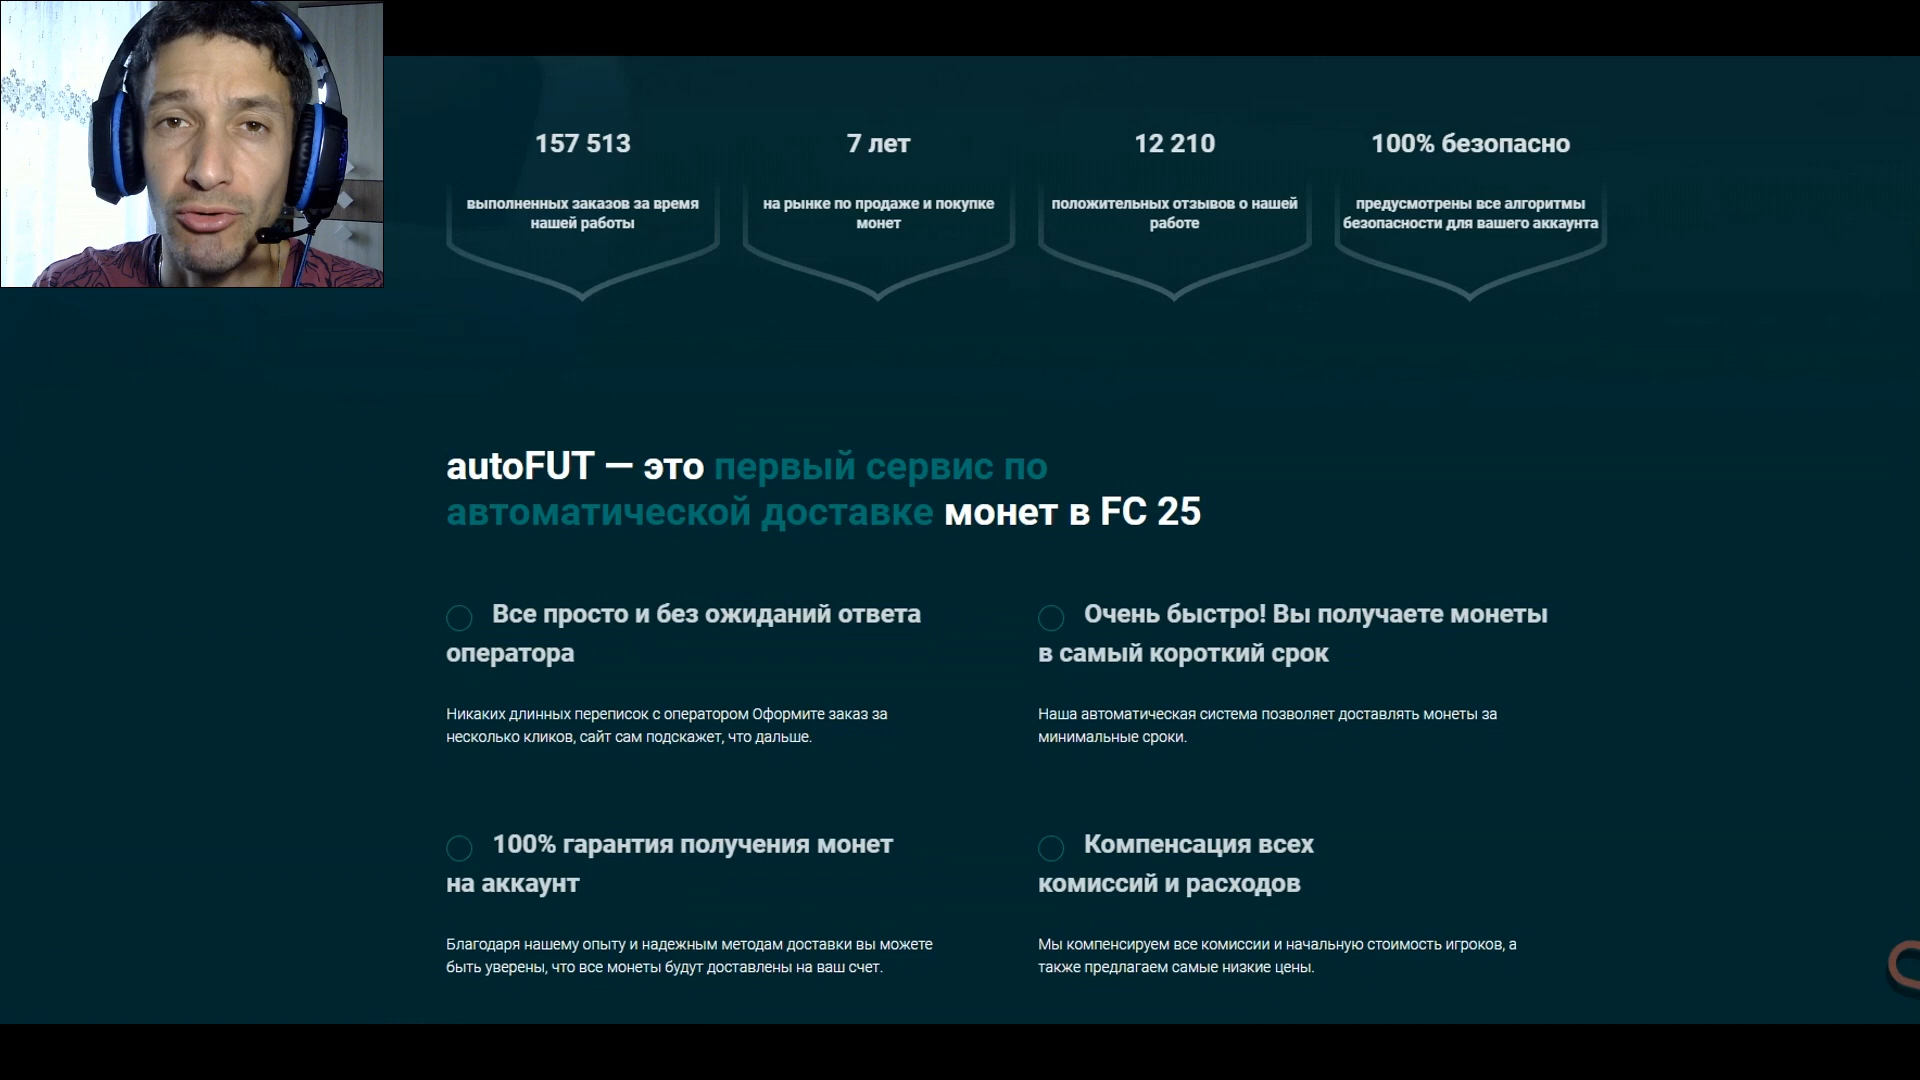 157 513
выполненных заказов за время
нашей работы
7 лет
на рынке по продаже и покупке
монет
12 210
положительных отзывов о нашей
работе
100% безопасно
предусмотрены все алгоритмы
безопасности для вашего аккаунта
autoFUT — это первый сервис по
автоматической доставке монет в FC 25
Все просто и без ожиданий ответа
оператора
Никаких длинных переписок с оператором Оформите заказ за
несколько кликов, сайт сам подскажет, что дальше.
Очень быстро! Вы получаете монеты
в самый короткий срок
Наша автоматическая система позволяет доставлять монеты за
минимальные сроки.
100% гарантия получения монет
на аккаунт
Благодаря нашему опыту и надежным методам доставки вы можете
быть уверены, что все монеты будут доставлены на ваш счет.
Компенсация всех
комиссий и расходов
Мы компенсируем все комиссии и начальную стоимость игроков, а
также предлагаем самые низкие цены.